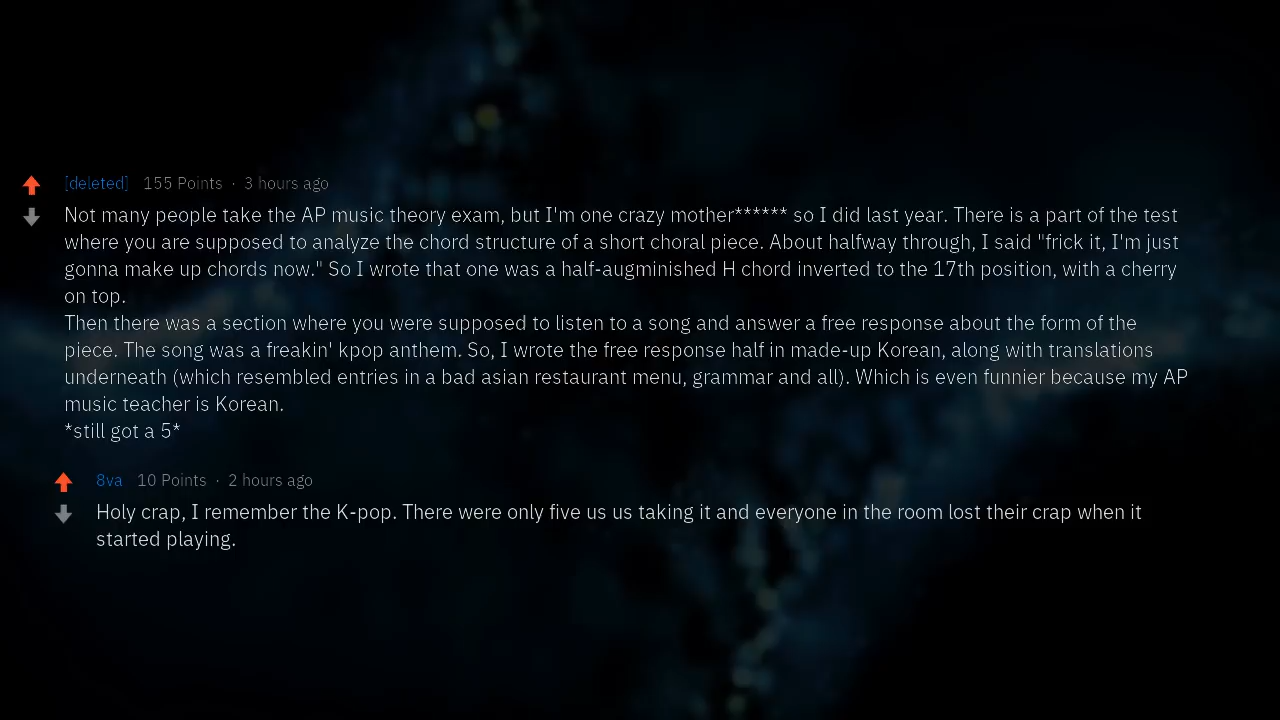 [deleted] 155 Points · 3 hours ago
Not many people take the AP music theory exam, but I'm one crazy mother****** so I did last year. There is a part of the test
where you are supposed to analyze the chord structure of a short choral piece. About halfway through, I said "frick it, I'm just
gonna make up chords now." So I wrote that one was a half-augminished H chord inverted to the 17th position, with a cherry
on top.
Then there was a section where you were supposed to listen to a song and answer a free response about the form of the
piece. The song was a freakin' kpop anthem. So, I wrote the free response half in made-up Korean, along with translations
underneath (which resembled entries in a bad asian restaurant menu, grammar and all). Which is even funnier because my AP
music teacher is Korean.
*still got a 5*
8va 10 Points · 2 hours ago
Holy crap, I remember the K-pop. There were only five us us taking it and everyone in the room lost their crap when it
started playing.